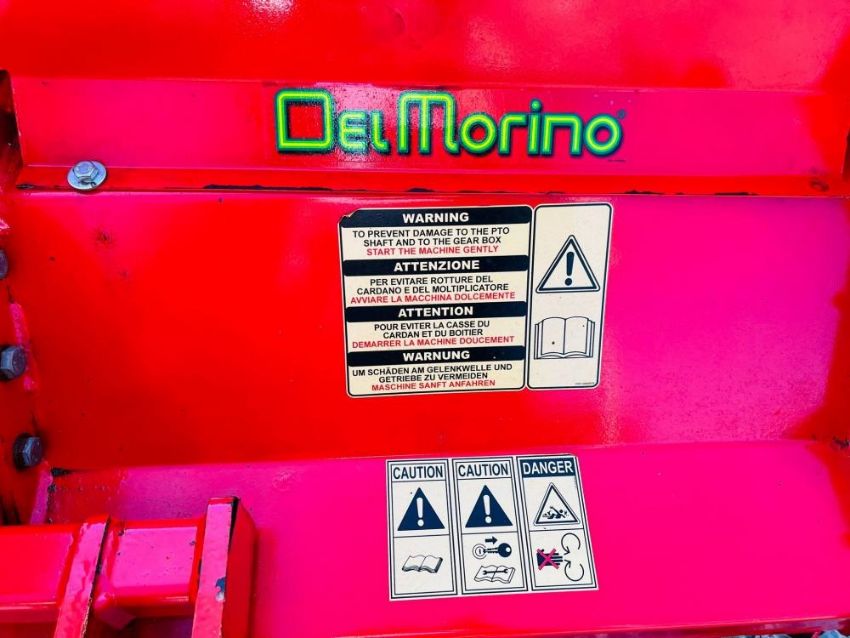 Del Morino
WARNING
TO PREVENT DAMAGE TO THE PTO
SHAFT AND TO THE GEAR BOX
START THE MACHINE GENTLY
ATTENZIONE
PER EVITARE ROTTURE DEL
CARDANO E DEL MOLTIPLICATORE
AVVIARE LA MACCHINA DOLCEMENTE
ATTENTION
POUR EVITER LA CASSE DU
CARDAN ET DU BOITIER
DEMARRER LA MACHINE DOUCEMENT
WARNUNG
UM SCHÄDEN AM GELENKWELLE UND
GETRIEBE ZU VERMEIDEN
MASCHINE SANFT ANFAHREN
CAUTION
CAUTION
DANGER